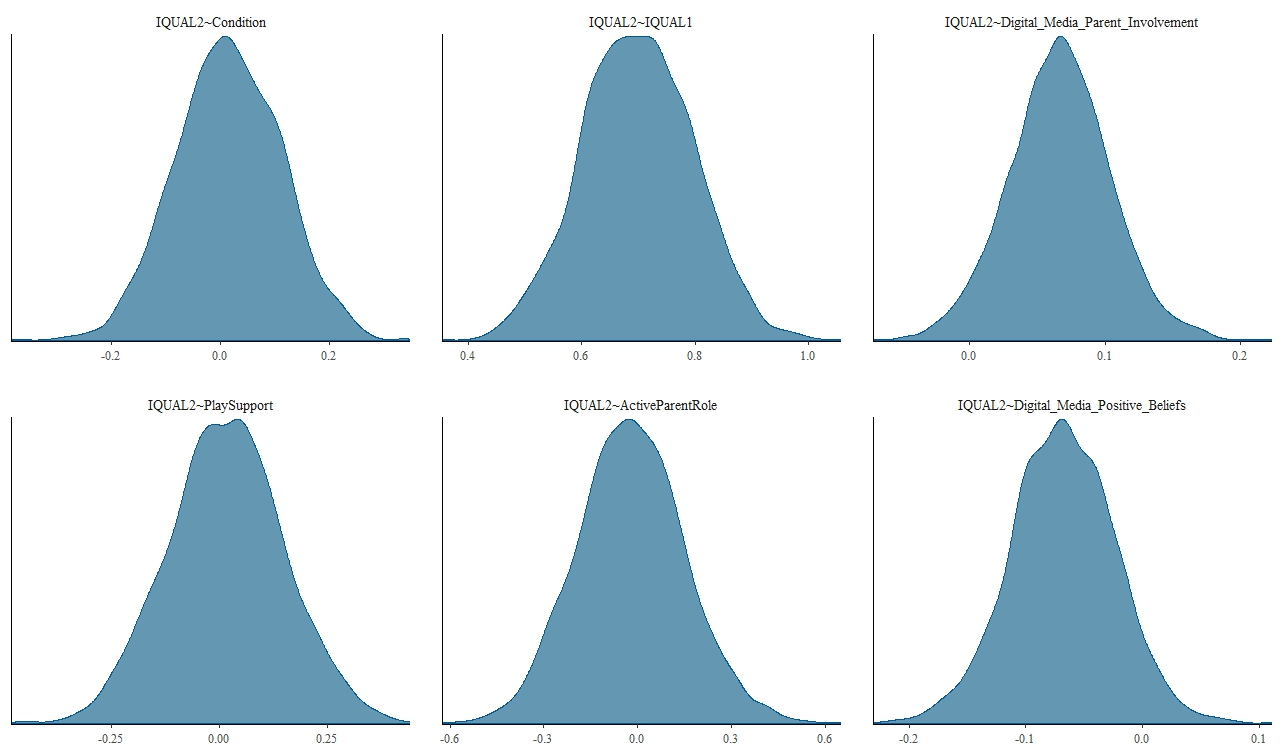 IQUAL2~Condition
IQUAL2~IQUAL1
IQUAL2~Digital_Media_Parent_Involvement
-0.2 0.0 0.2
0.4 0.6 0.8 1.0
0.0 0.1 0.2
IQUAL2~PlaySupport
IQUAL2~ActiveParentRole
IQUAL2~Digital_Media_Positive_Beliefs
-0.25 0.00 0.25
-0.6 -0.3 0.0 0.3 0.6
-0.2 -0.1 0.0 0.1